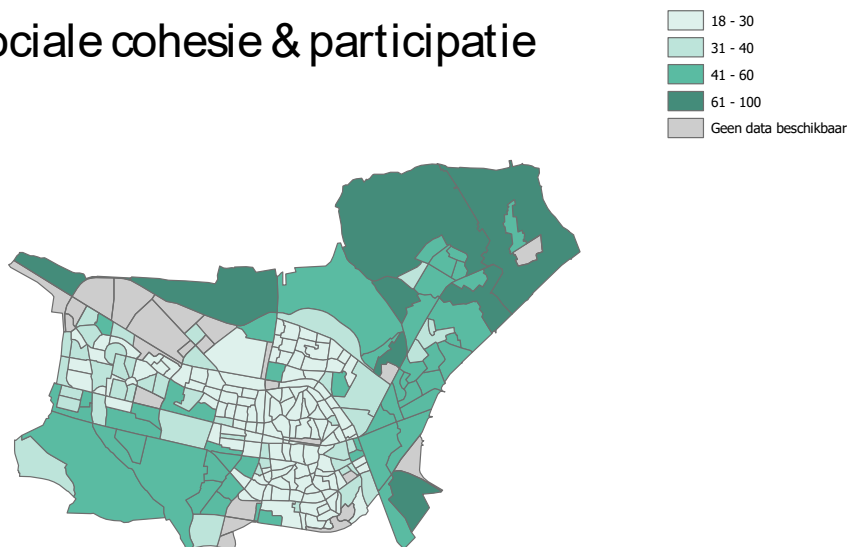 ociale cohesie & participatie
18 - 30
31 - 40
41 - 60
61 - 100
Geen data beschikbaar